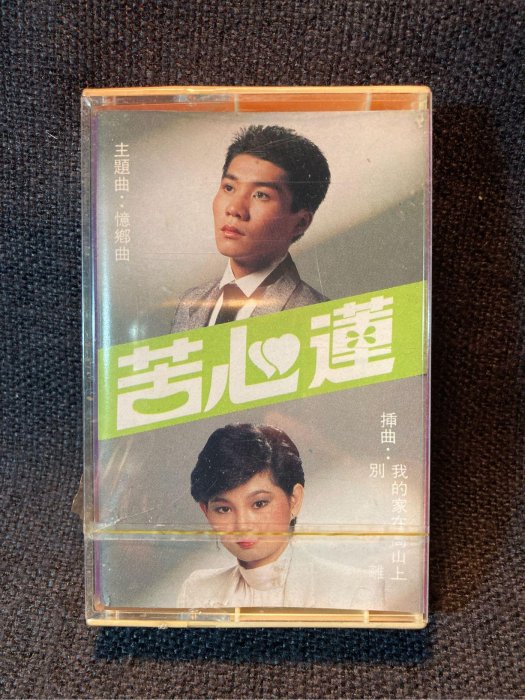 主題曲：憶鄉曲
苦心蓮
挿曲：我的家在高山上
別離